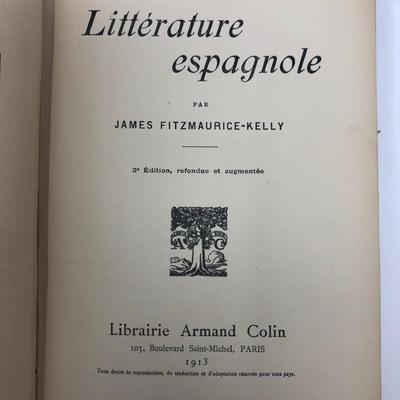 Littérature
espagnole
PAR
JAMES FITZMAURICE-KELLY
2e Édition, refondue et augmentée
A C
Librairie Armand Colin
103, Boulevard Saint-Michel, PARIS
1913
Tous droits de reproduction, de traduction et d'adaptation réservés pour tous pays.